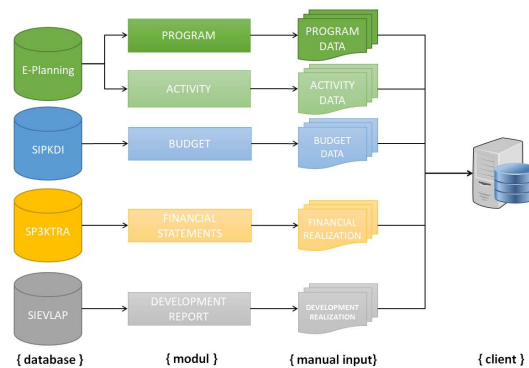 E-Planning
PROGRAM
PROGRAM
DATA
ACTIVITY
ACTIVITY
DATA
SIPKDI
BUDGET
BUDGET
DATA
SP3KTRA
FINANCIAL
STATEMENTS
FINANCIAL
REALIZATION
SIEVLAP
DEVELOPMENT
REPORT
DEVELOPMENT
REALIZATION
{ database }
{ modul }
{ manual input}
{ client }